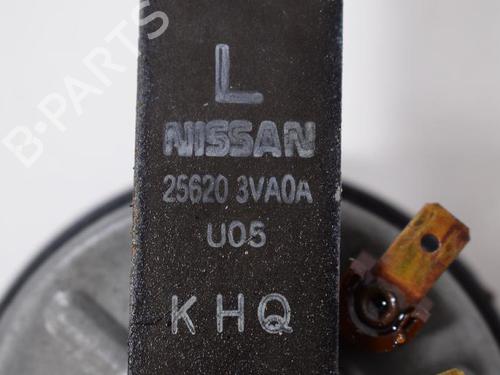 L
NISSAN
25620 3VA0A
U05
KHQ
B-PARTS